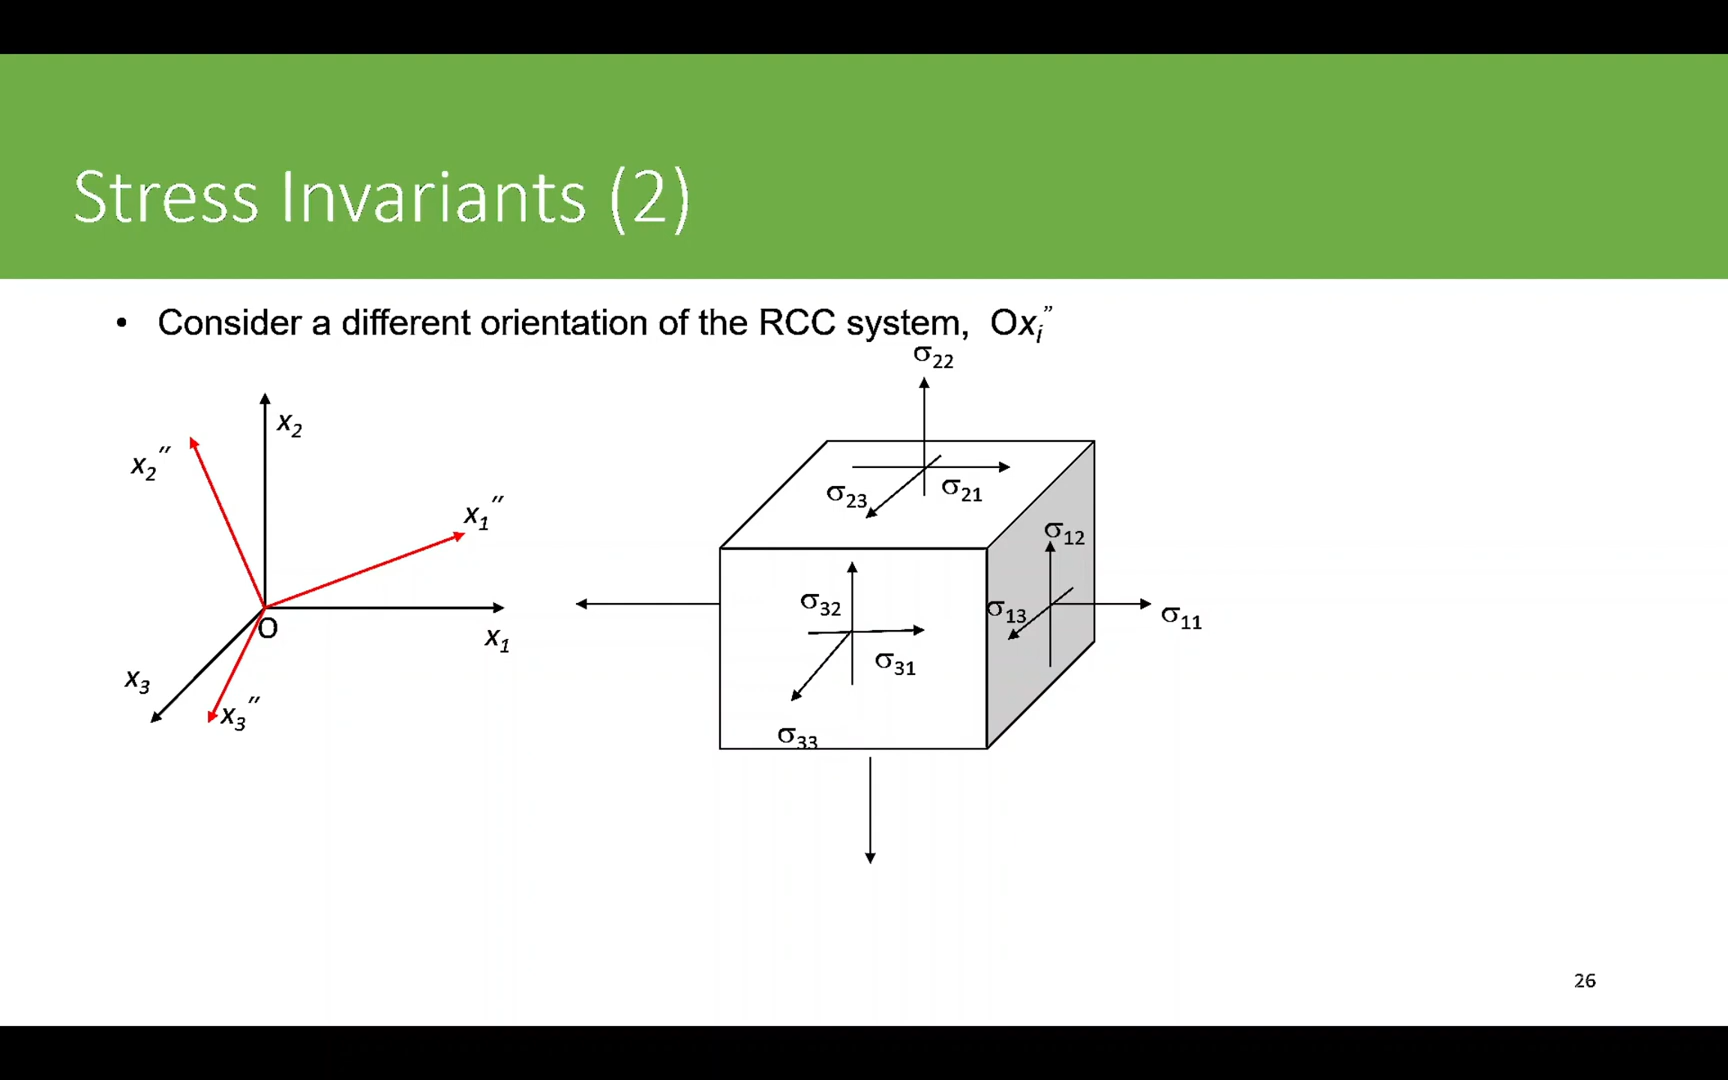 Stress Invariants (2)
• Consider a different orientation of the RCC system, Oxᵢ”
σ₂₂
x₂
x₂″
σ₂₃
σ₂₁
x₁″
σ₁₂
σ₃₂
σ₁₃
σ₁₁
O
x₁
σ₃₁
x₃
x₃″
σ₃₃
26